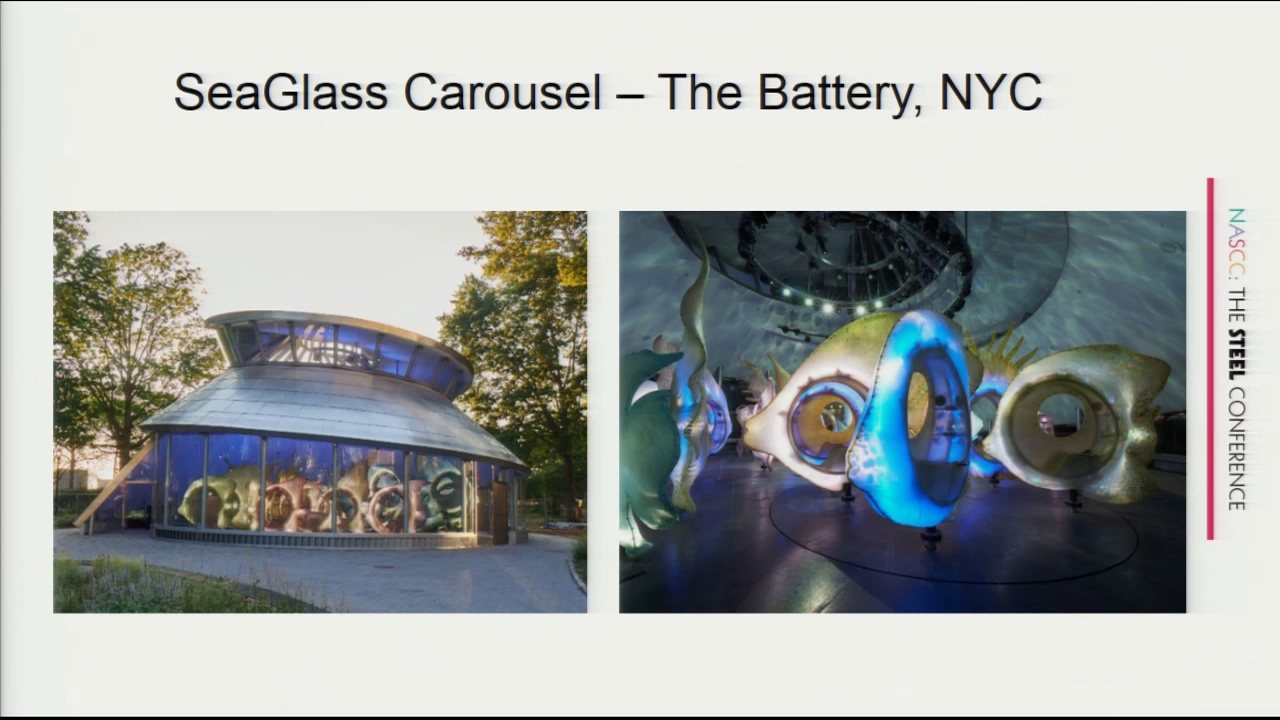 SeaGlass Carousel – The Battery, NYC
NASCC: THE STEEL CONFERENCE